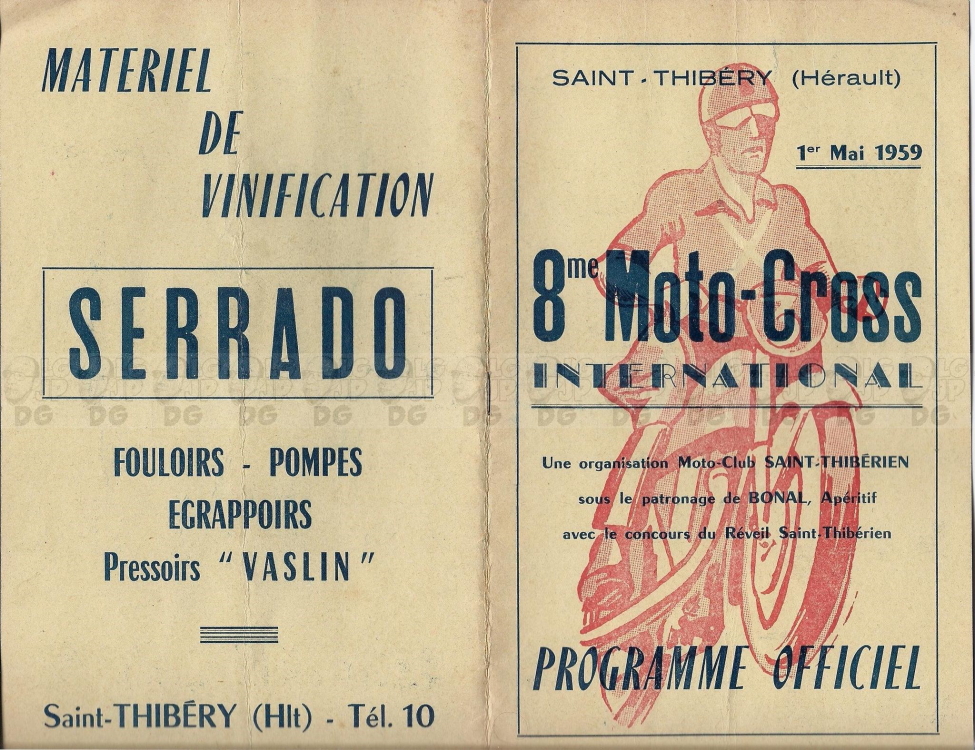 MATERIEL
DE
VINIFICATION
SERRADO
FOULOIRS - POMPES
EGRAPPOIRS
Pressoirs " VASLIN "
Saint-THIBÉRY (Hlt) - Tél. 10
SAINT-THIBÉRY (Hérault)
1er Mai 1959
8me Moto-Cross
INTERNATIONAL
Une organisation Moto-Club SAINT-THIBÉRIEN
sous le patronage de BONAL, Apéritif
avec le concours du Réveil Saint-Thibérien
PROGRAMME OFFICIEL